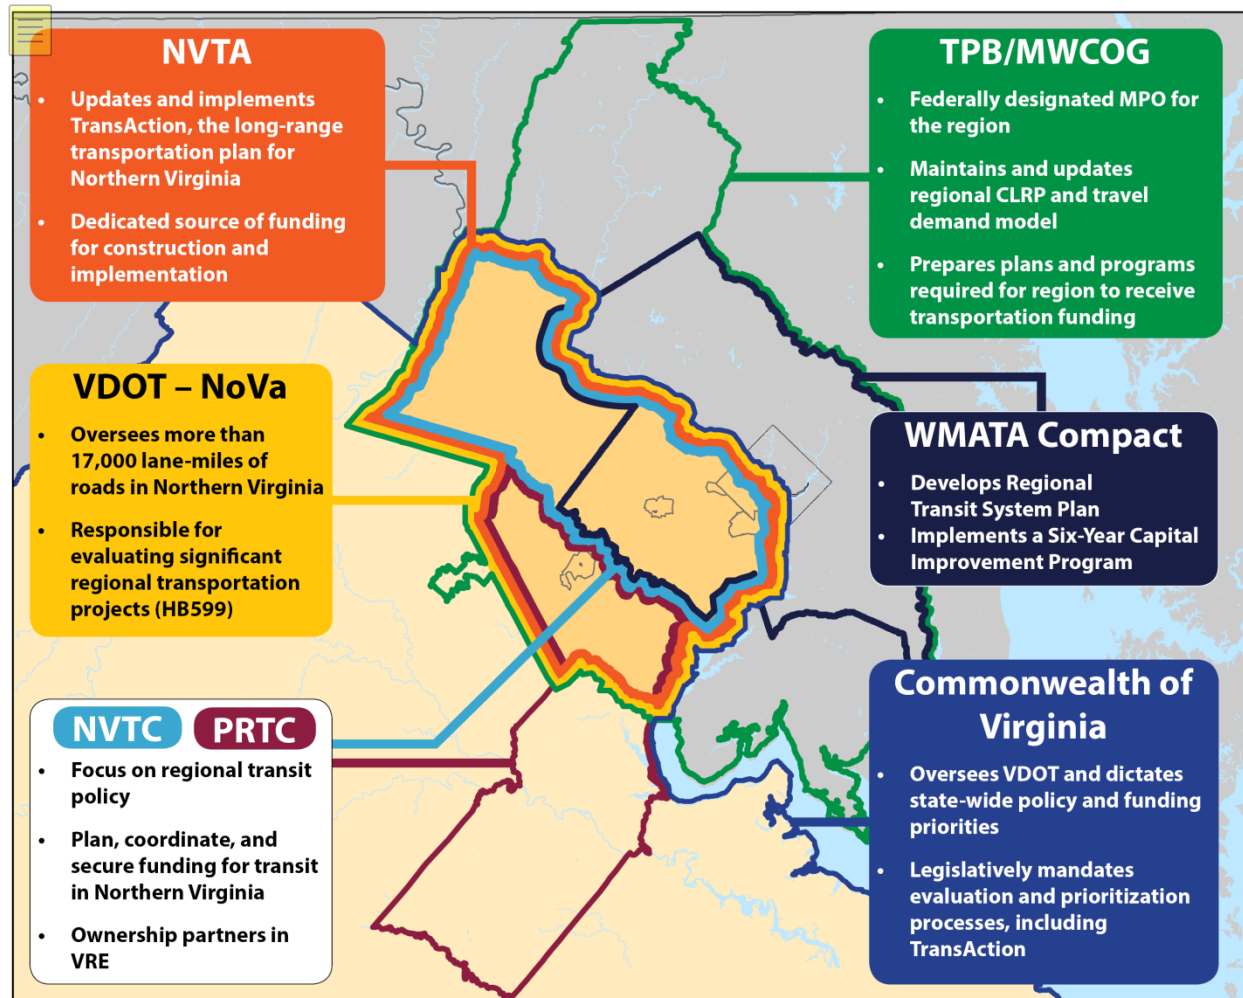 NVTA
• Updates and implements
TransAction, the long-range
transportation plan for
Northern Virginia
• Dedicated source of funding
for construction and
implementation
TPB/MWCOG
• Federally designated MPO for
the region
• Maintains and updates
regional CLRP and travel
demand model
• Prepares plans and programs
required for region to receive
transportation funding
VDOT – NoVa
• Oversees more than
17,000 lane-miles of
roads in Northern Virginia
• Responsible for
evaluating significant
regional transportation
projects (HB599)
WMATA Compact
• Develops Regional
Transit System Plan
• Implements a Six-Year Capital
Improvement Program
NVTC PRTC
• Focus on regional transit
policy
• Plan, coordinate, and
secure funding for transit
in Northern Virginia
• Ownership partners in
VRE
Commonwealth of
Virginia
• Oversees VDOT and dictates
state-wide policy and funding
priorities
• Legislatively mandates
evaluation and prioritization
processes, including
TransAction